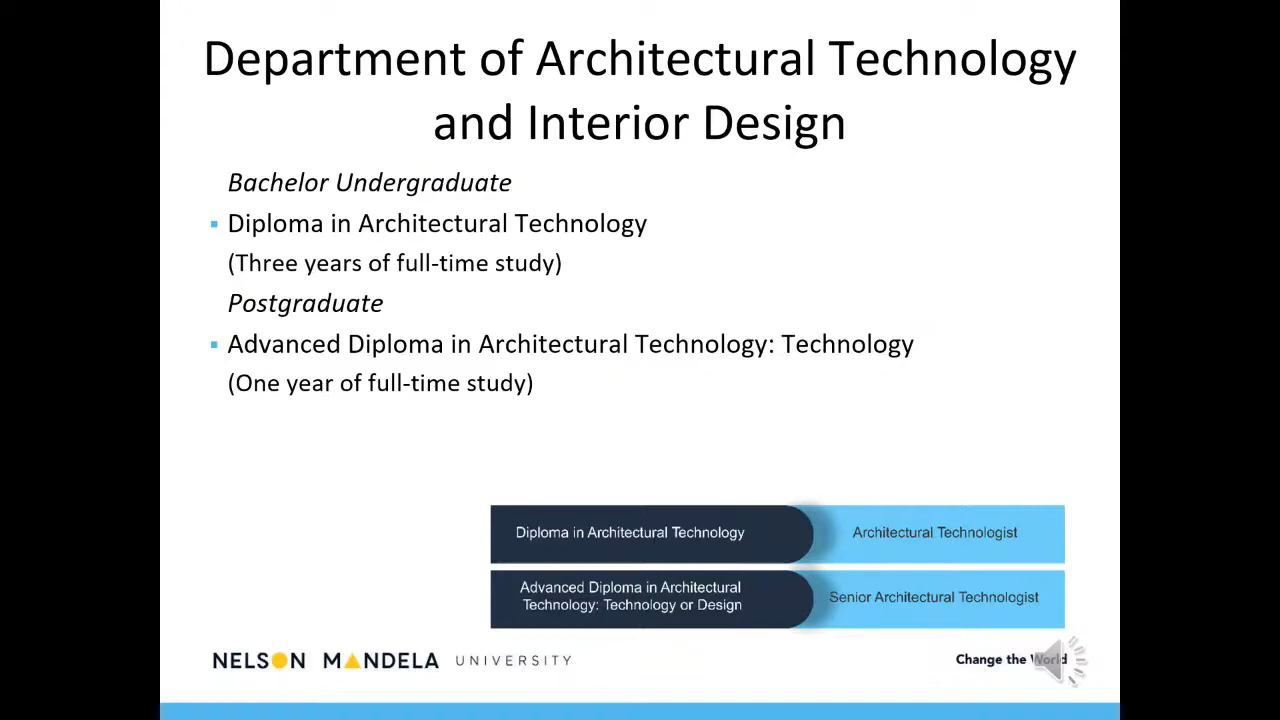 Department of Architectural Technology
and Interior Design
Bachelor Undergraduate
▪ Diploma in Architectural Technology
(Three years of full-time study)
Postgraduate
▪ Advanced Diploma in Architectural Technology: Technology
(One year of full-time study)
Diploma in Architectural Technology
Architectural Technologist
Advanced Diploma in Architectural
Technology: Technology or Design
Senior Architectural Technologist
NELSON MANDELA UNIVERSITY
Change the World